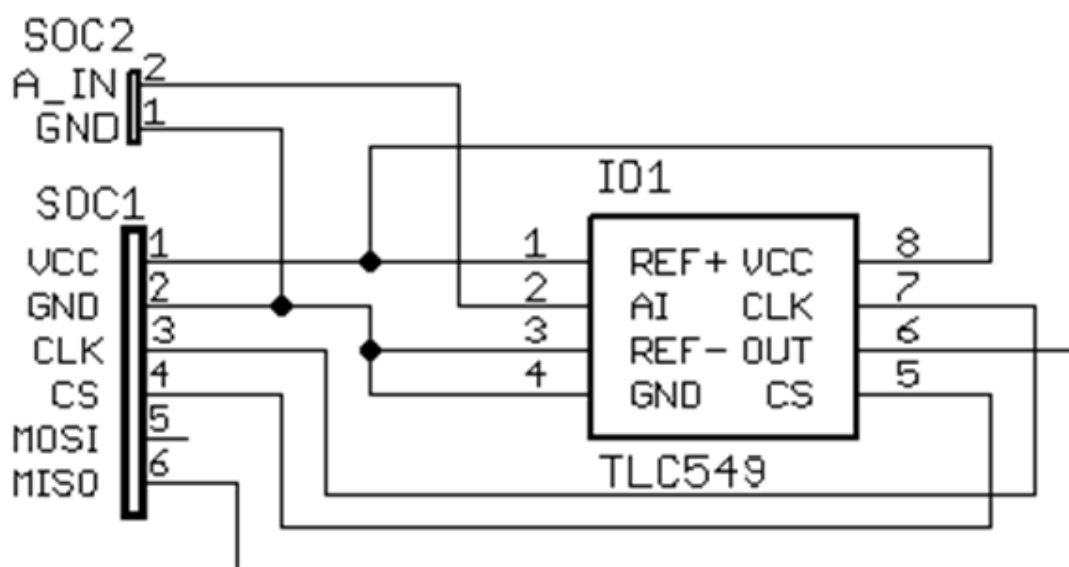 SOC2
A_IN 2
GND 1
SOC1
VCC 1
GND 2
CLK 3
CS 4
MOSI 5
MISO 6
IO1
1 REF+ VCC 8
2 AI CLK 7
3 REF- OUT 6
4 GND CS 5
TLC549